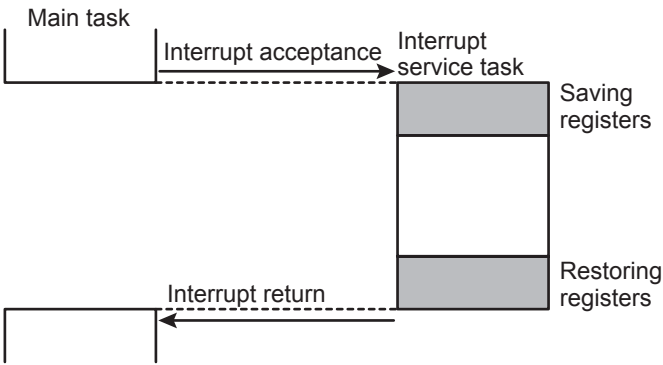 Main task
Interrupt acceptance
Interrupt
service task
Saving
registers
Restoring
registers
Interrupt return